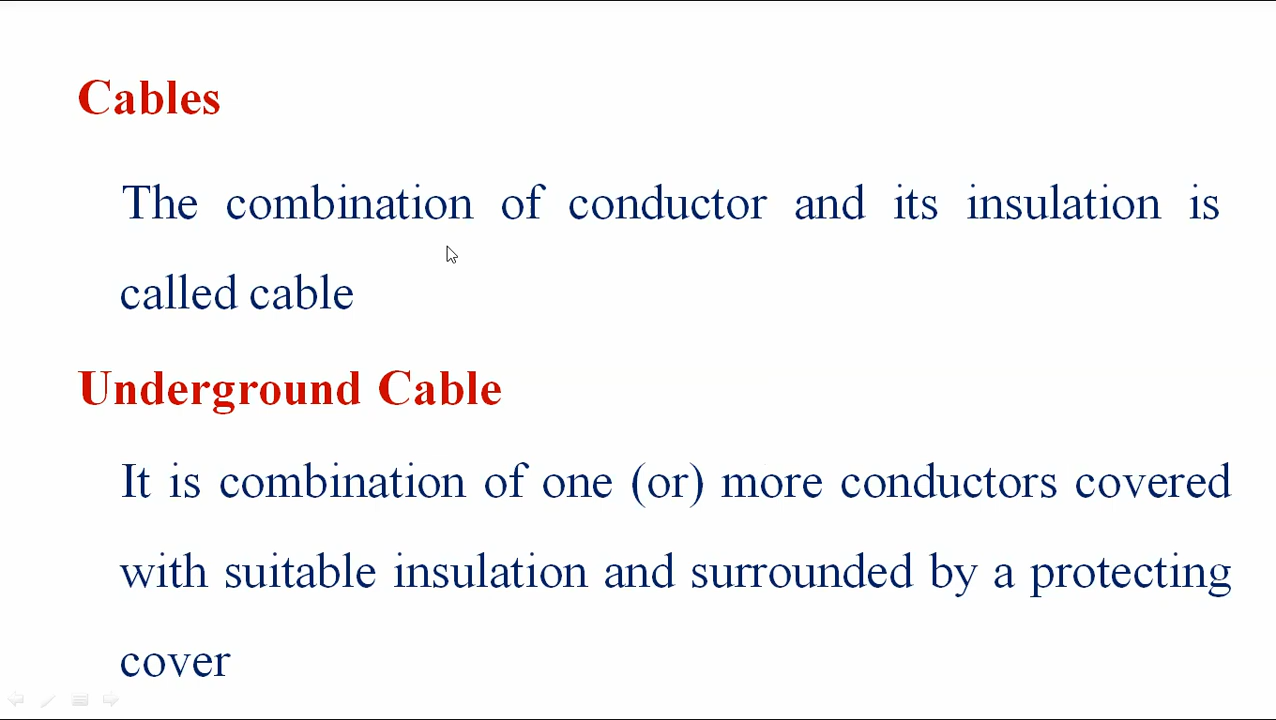 Cables
The combination of conductor and its insulation is
called cable
Underground Cable
It is combination of one (or) more conductors covered
with suitable insulation and surrounded by a protecting
cover